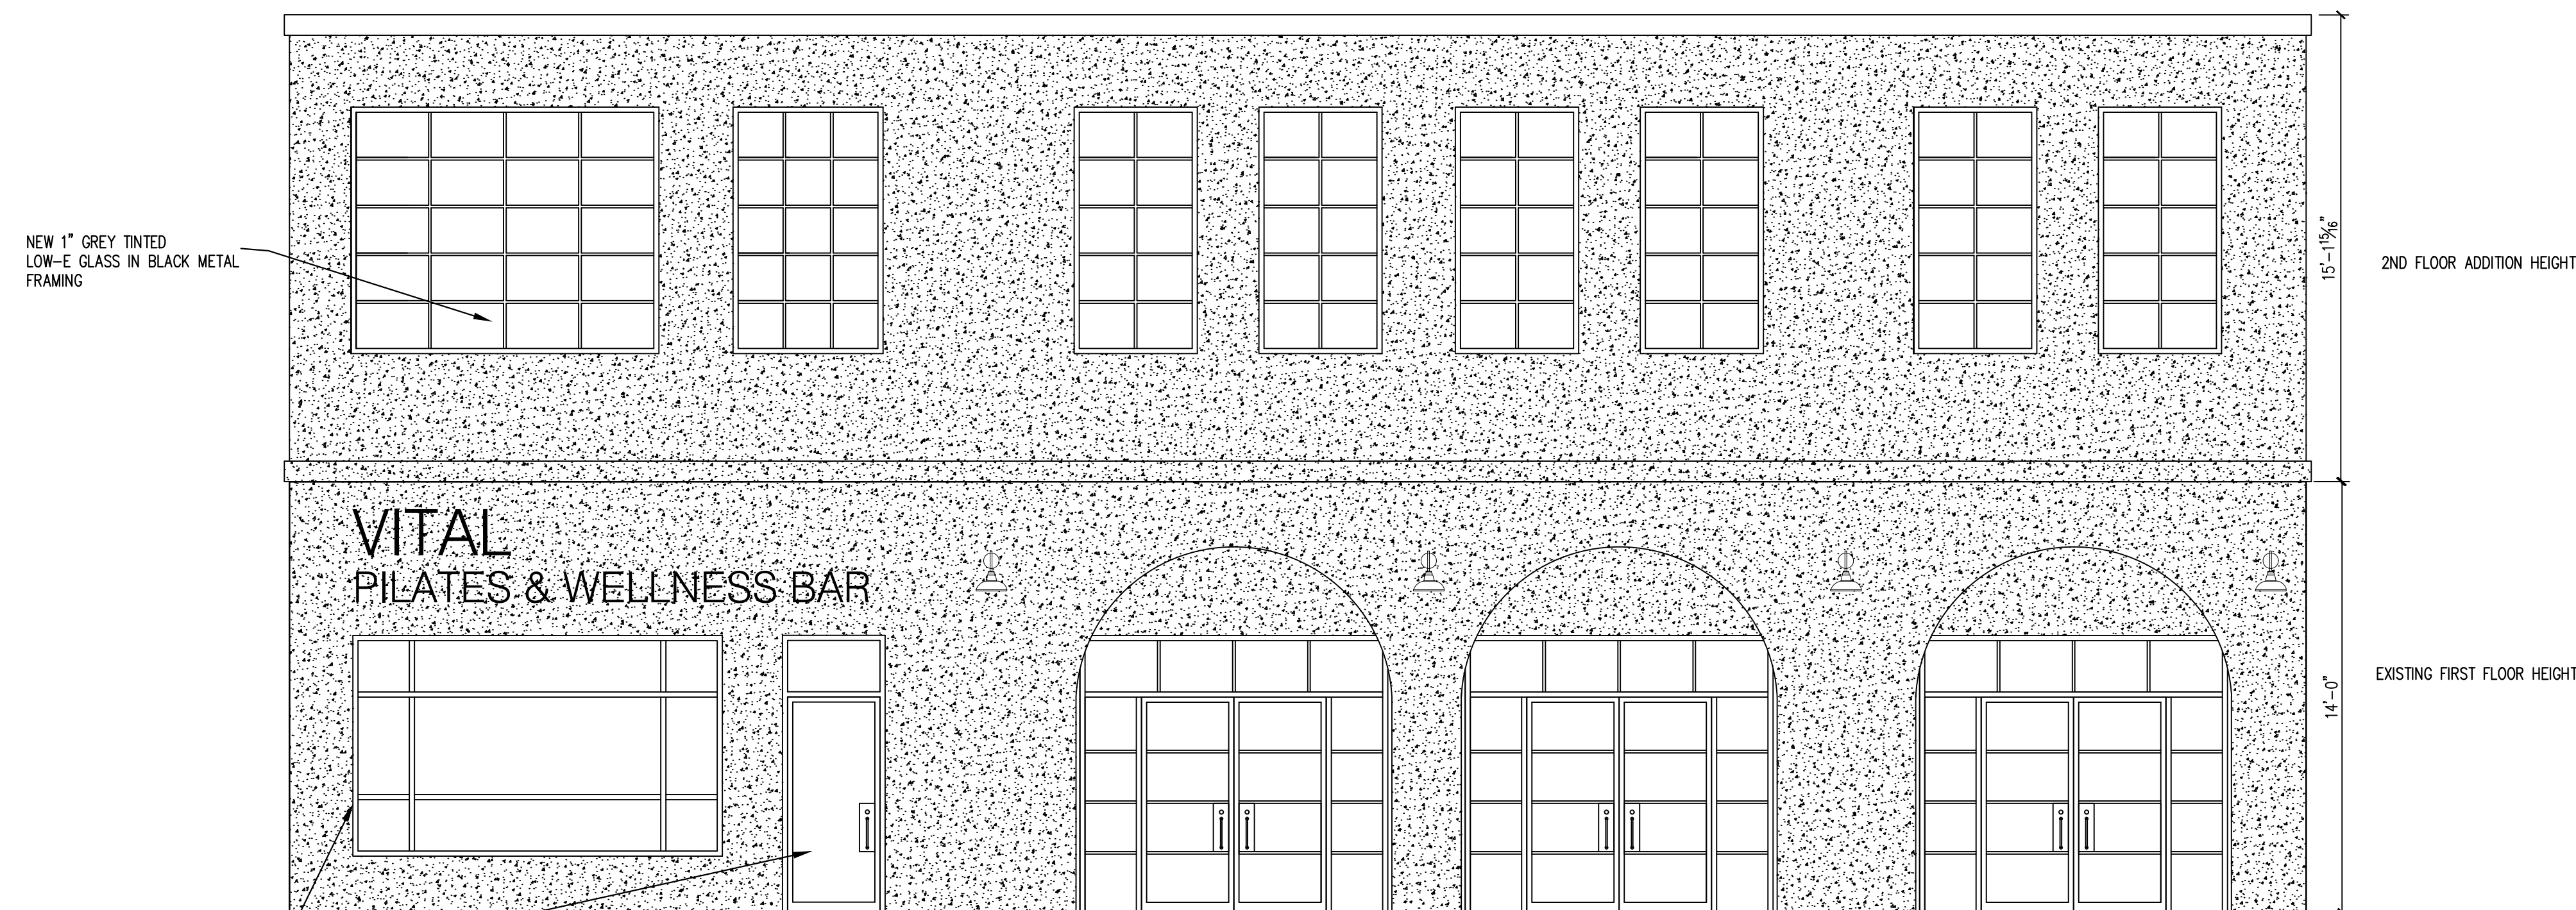 NEW 1" GREY TINTED
LOW-E GLASS IN BLACK METAL
FRAMING
15'-1 15/16"
2ND FLOOR ADDITION HEIGHT
VITAL
PILATES & WELLNESS BAR
14'-0"
EXISTING FIRST FLOOR HEIGHT